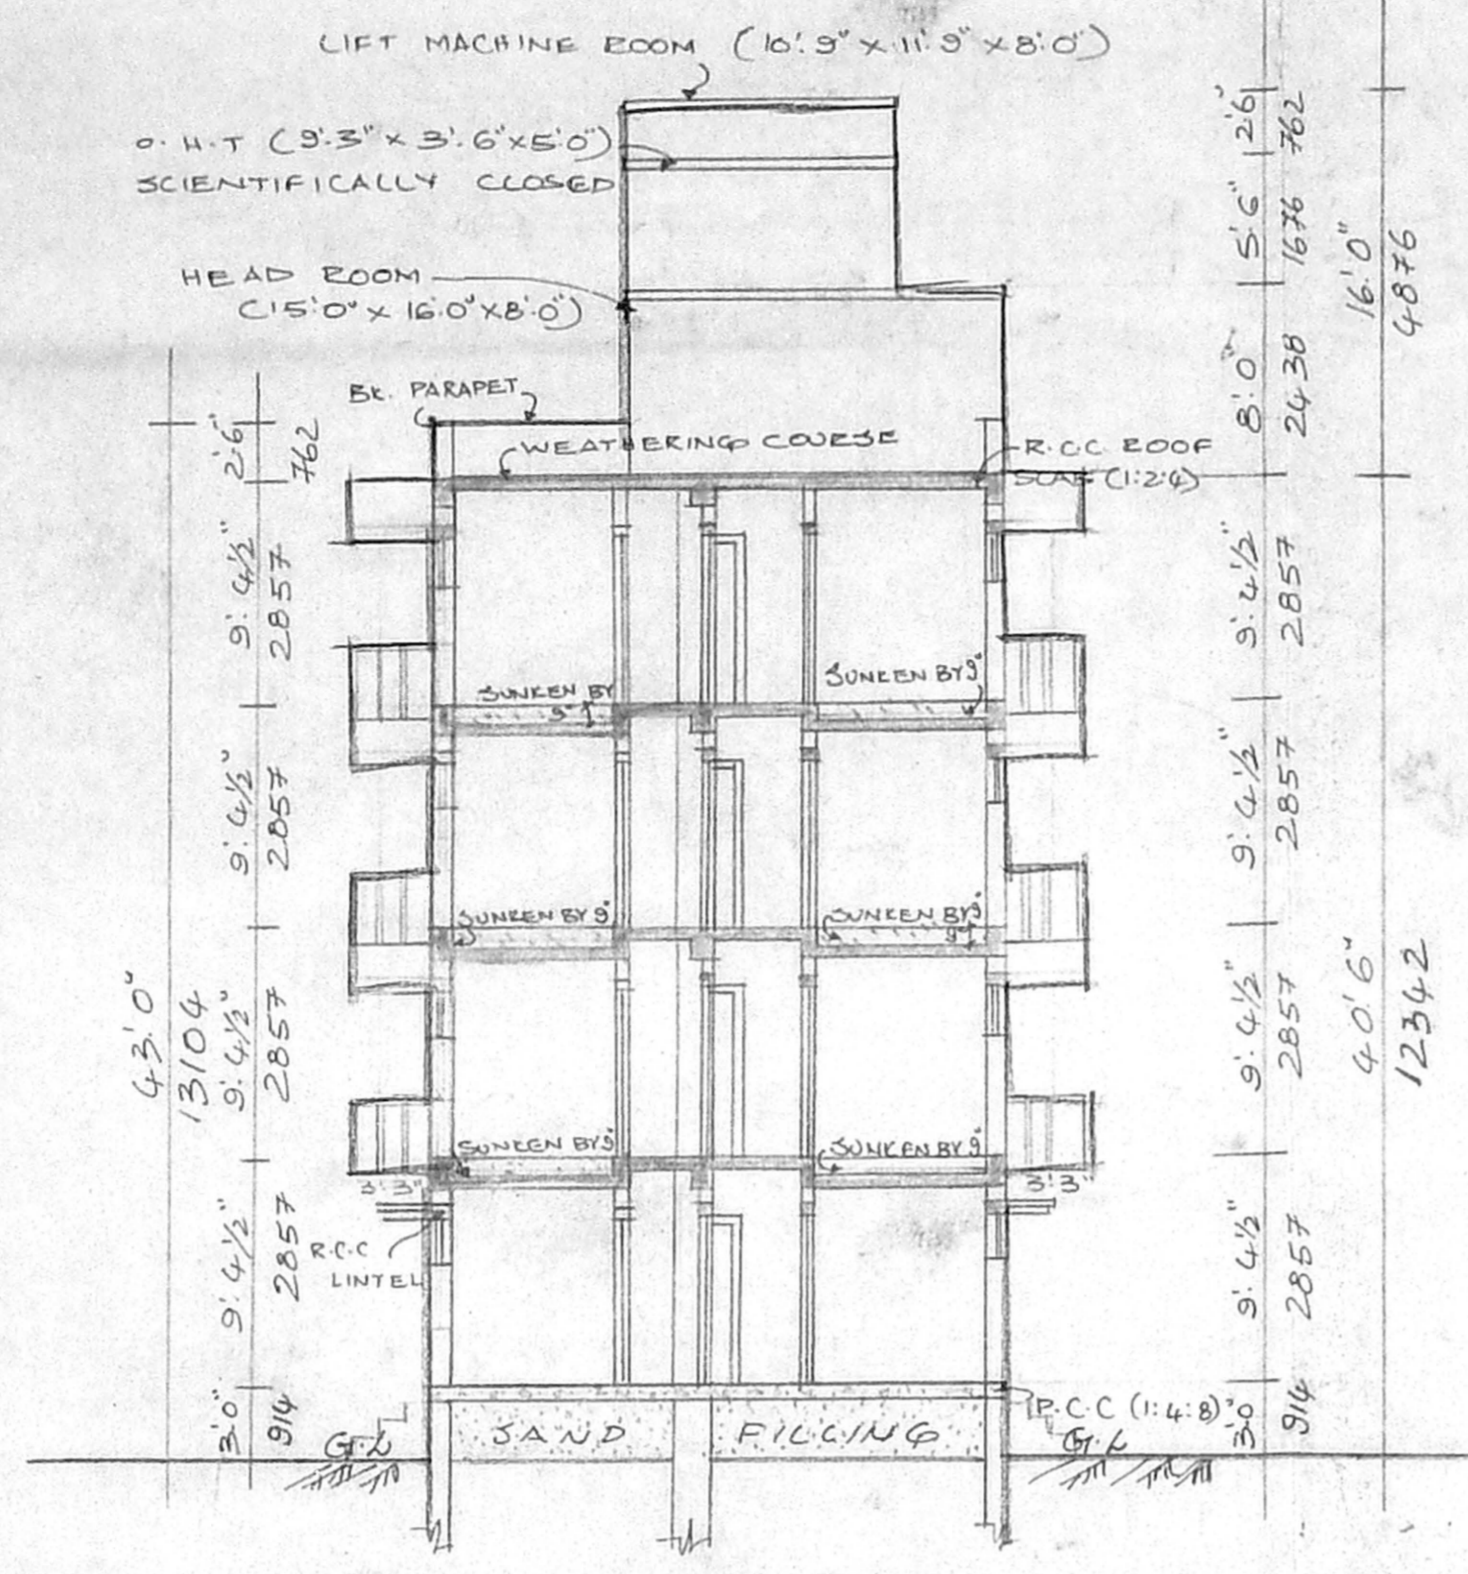 LIFT MACHINE ROOM (10'.9" x 11'.9" x 8'.0")
O.H.T (9'.3" x 3'.6" x 5'.0")
SCIENTIFICALLY CLOSED
HEAD ROOM
(15'.0" x 16'.0" x 8'.0")
BK. PARAPET
WEATHERING COURSE
R.C.C. ROOF
SLAB (1:2:4)
SUNKEN BY
9"
SUNKEN BY 9"
SUNKEN BY 9"
SUNKEN BY 9"
9"
SUNKEN BY 9"
SUNKEN BY 9"
3'.3"
3'.3"
R.C.C
LINTEL
P.C.C (1:4:8)
SAND FILLING
G.L
G.L
43'.0"
13104
2'.6"
762
9'.4½"
2857
9'.4½"
2857
9'.4½"
2857
9'.4½"
2857
3'.0"
914
2'.6"
762
5'.6"
1676
8'.0"
2438
9'.4½"
2857
9'.4½"
2857
9'.4½"
2857
9'.4½"
2857
3'.0"
914
16'.0"
4876
40'.6"
12342